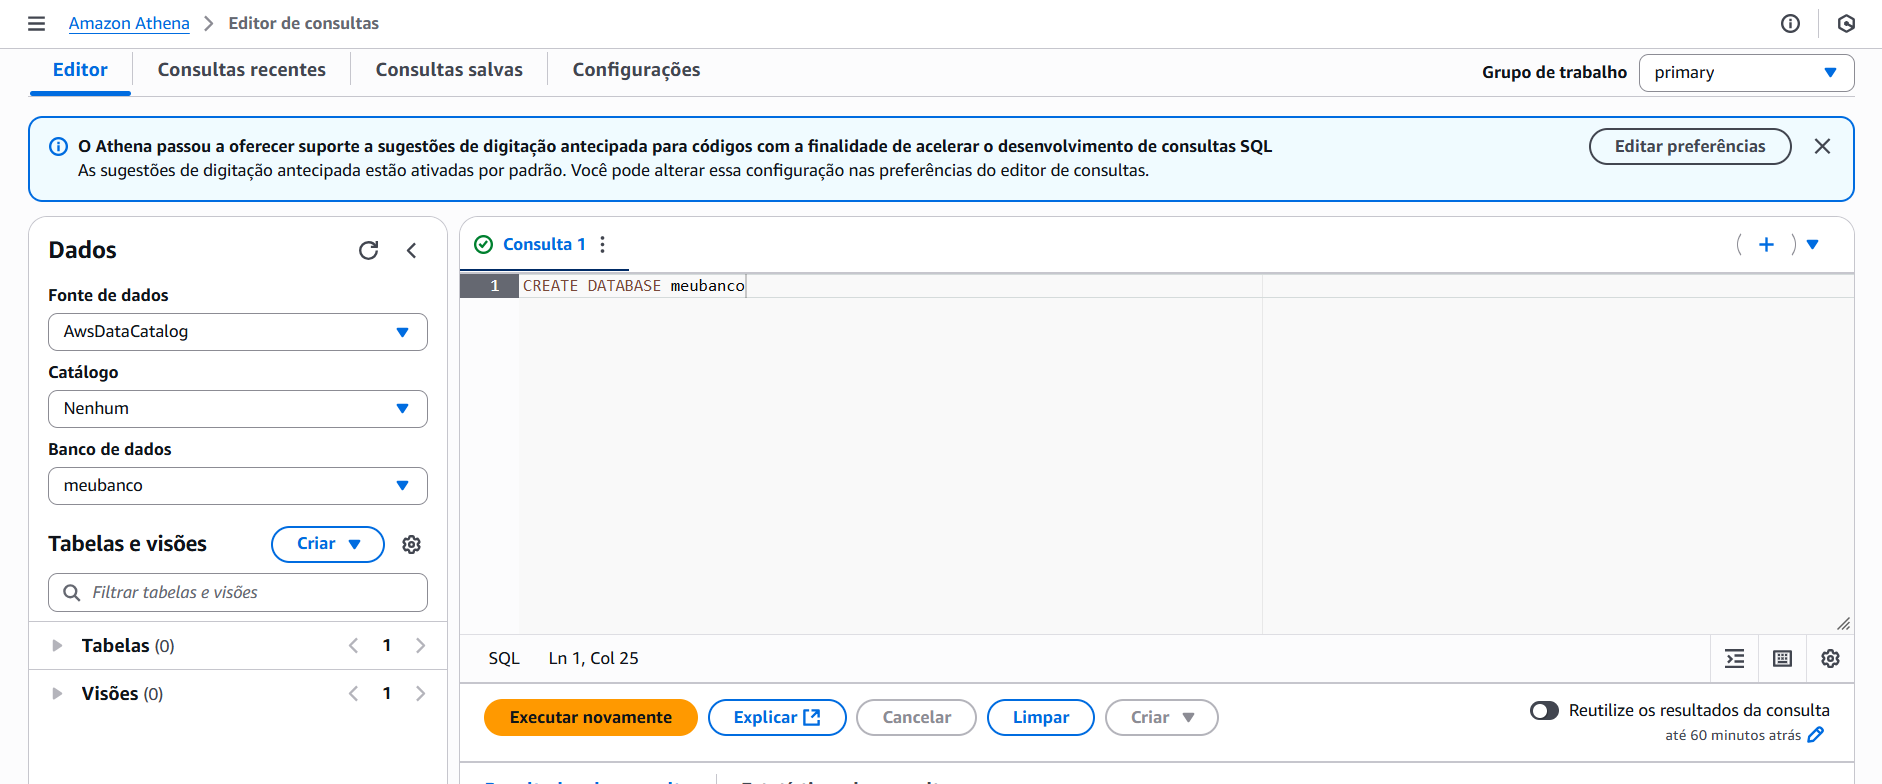 Amazon Athena > Editor de consultas
Editor
Consultas recentes
Consultas salvas
Configurações
Grupo de trabalho
primary
O Athena passou a oferecer suporte a sugestões de digitação antecipada para códigos com a finalidade de acelerar o desenvolvimento de consultas SQL
As sugestões de digitação antecipada estão ativadas por padrão. Você pode alterar essa configuração nas preferências do editor de consultas.
Editar preferências
Dados
Fonte de dados
AwsDataCatalog
Catálogo
Nenhum
Banco de dados
meubanco
Tabelas e visões
Criar
Filtrar tabelas e visões
Tabelas (0)
1
Visões (0)
1
Consulta 1
1 CREATE DATABASE meubanco
SQL Ln 1, Col 25
Executar novamente
Explicar
Cancelar
Limpar
Criar
Reutilize os resultados da consulta
até 60 minutos atrás